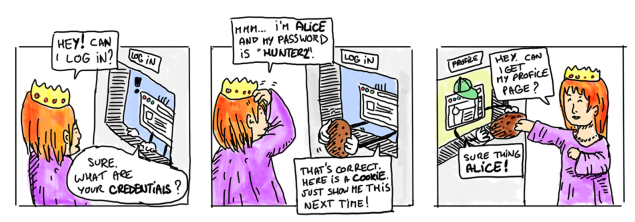 HEY! CAN
I LOG IN?
LOG IN
SURE.
WHAT ARE
YOUR CREDENTIALS?
HMM... I'M ALICE
AND MY PASSWORD
IS "HUNTER2".
LOG IN
THAT'S CORRECT.
HERE IS A COOKIE.
JUST SHOW ME THIS
NEXT TIME!
PROFILE
HEY. CAN
I GET
MY PROFILE
PAGE?
SURE THING
ALICE!